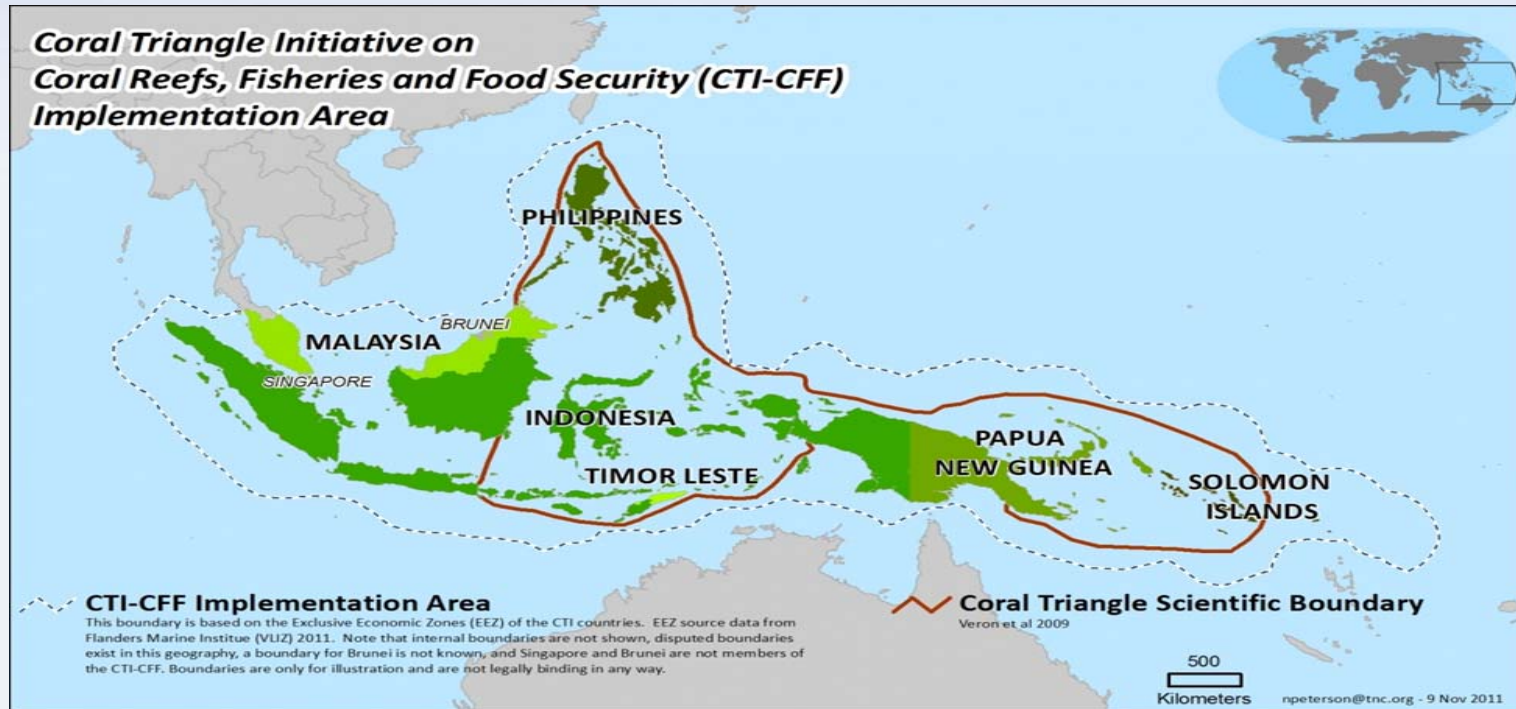 Coral Triangle Initiative on
Coral Reefs, Fisheries and Food Security (CTI-CFF)
Implementation Area
PHILIPPINES
BRUNEI
MALAYSIA
SINGAPORE
INDONESIA
PAPUA
NEW GUINEA
TIMOR LESTE
SOLOMON
ISLANDS
CTI-CFF Implementation Area
This boundary is based on the Exclusive Economic Zones (EEZ) of the CTI countries. EEZ source data from
Flanders Marine Institue (VLIZ) 2011. Note that internal boundaries are not shown, disputed boundaries
exist in this geography, a boundary for Brunei is not known, and Singapore and Brunei are not members of
the CTI-CFF. Boundaries are only for illustration and are not legally binding in any way.
Coral Triangle Scientific Boundary
Veron et al 2009
500
Kilometers
npeterson@tnc.org - 9 Nov 2011